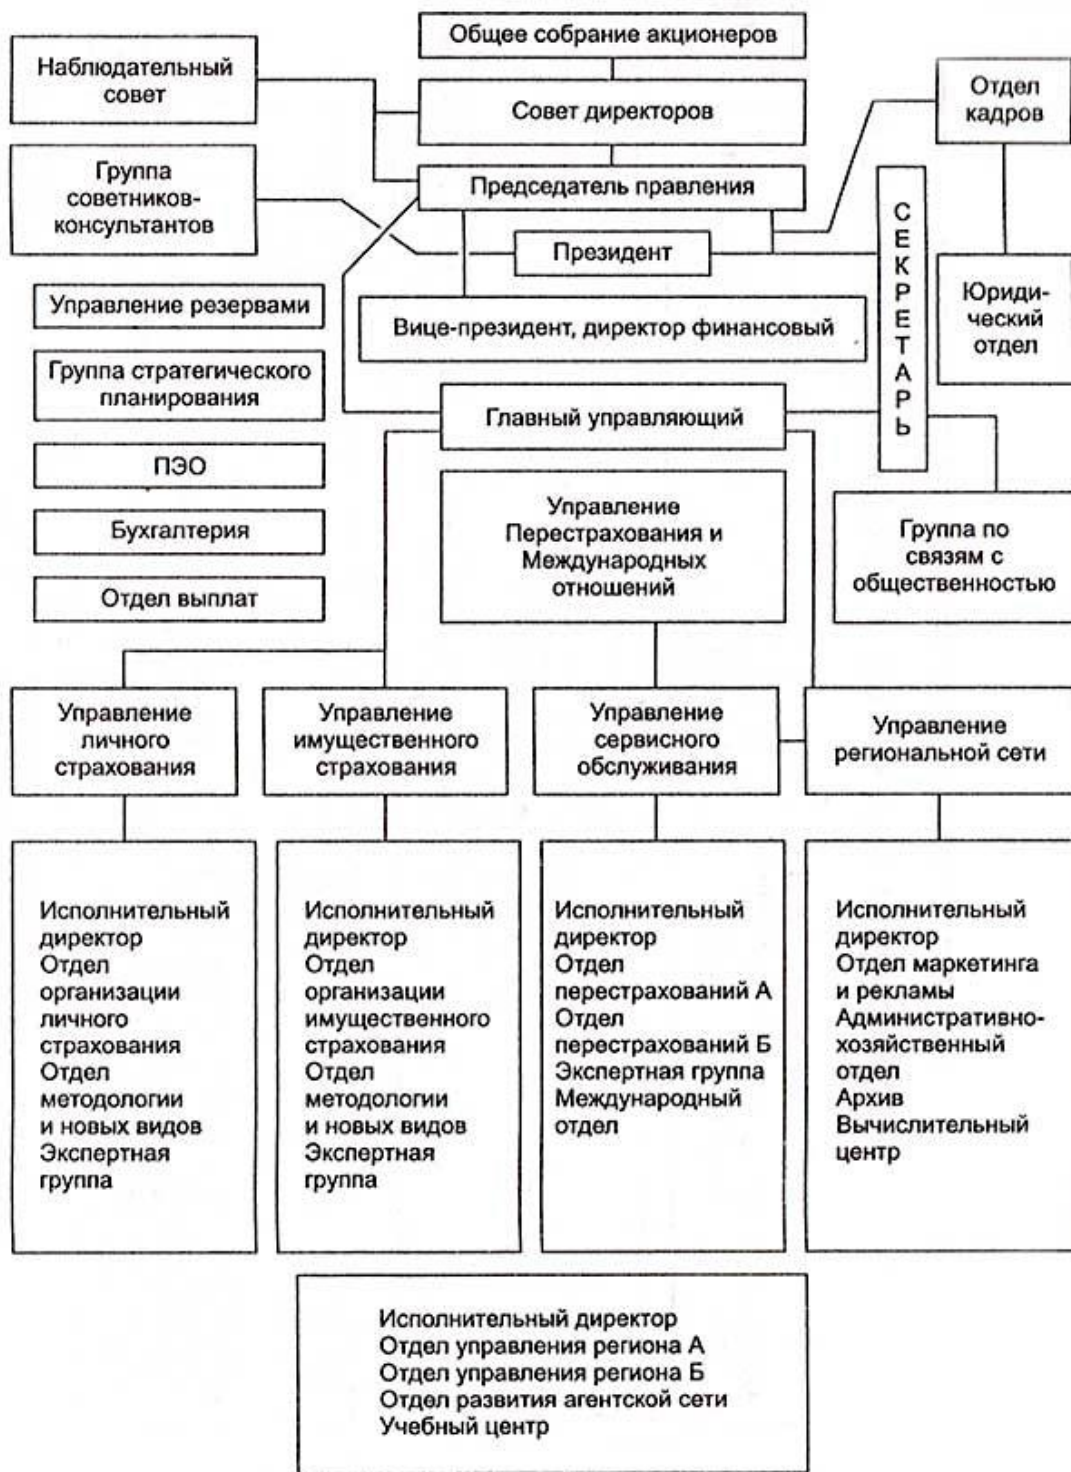 Общее собрание акционеров
Наблюдательный
совет
Совет директоров
Отдел
кадров
Группа
советников-
консультантов
Председатель правления
СЕКРЕТАРЬ
Президент
Управление резервами
Вице-президент, директор финансовый
Юриди-
ческий
отдел
Группа стратегического
планирования
Главный управляющий
ПЭО
Управление
Перестрахования и
Международных
отношений
Бухгалтерия
Группа по
связям с
общественностью
Отдел выплат
Управление
личного
страхования
Управление
имущественного
страхования
Управление
сервисного
обслуживания
Управление
региональной сети
Исполнительный
директор
Отдел
организации
личного
страхования
Отдел
методологии
и новых видов
Экспертная
группа
Исполнительный
директор
Отдел
организации
имущественного
страхования
Отдел
методологии
и новых видов
Экспертная
группа
Исполнительный
директор
Отдел
перестрахований А
Отдел
перестрахований Б
Экспертная группа
Международный
отдел
Исполнительный
директор
Отдел маркетинга
и рекламы
Административно-
хозяйственный
отдел
Архив
Вычислительный
центр
Исполнительный директор
Отдел управления региона А
Отдел управления региона Б
Отдел развития агентской сети
Учебный центр